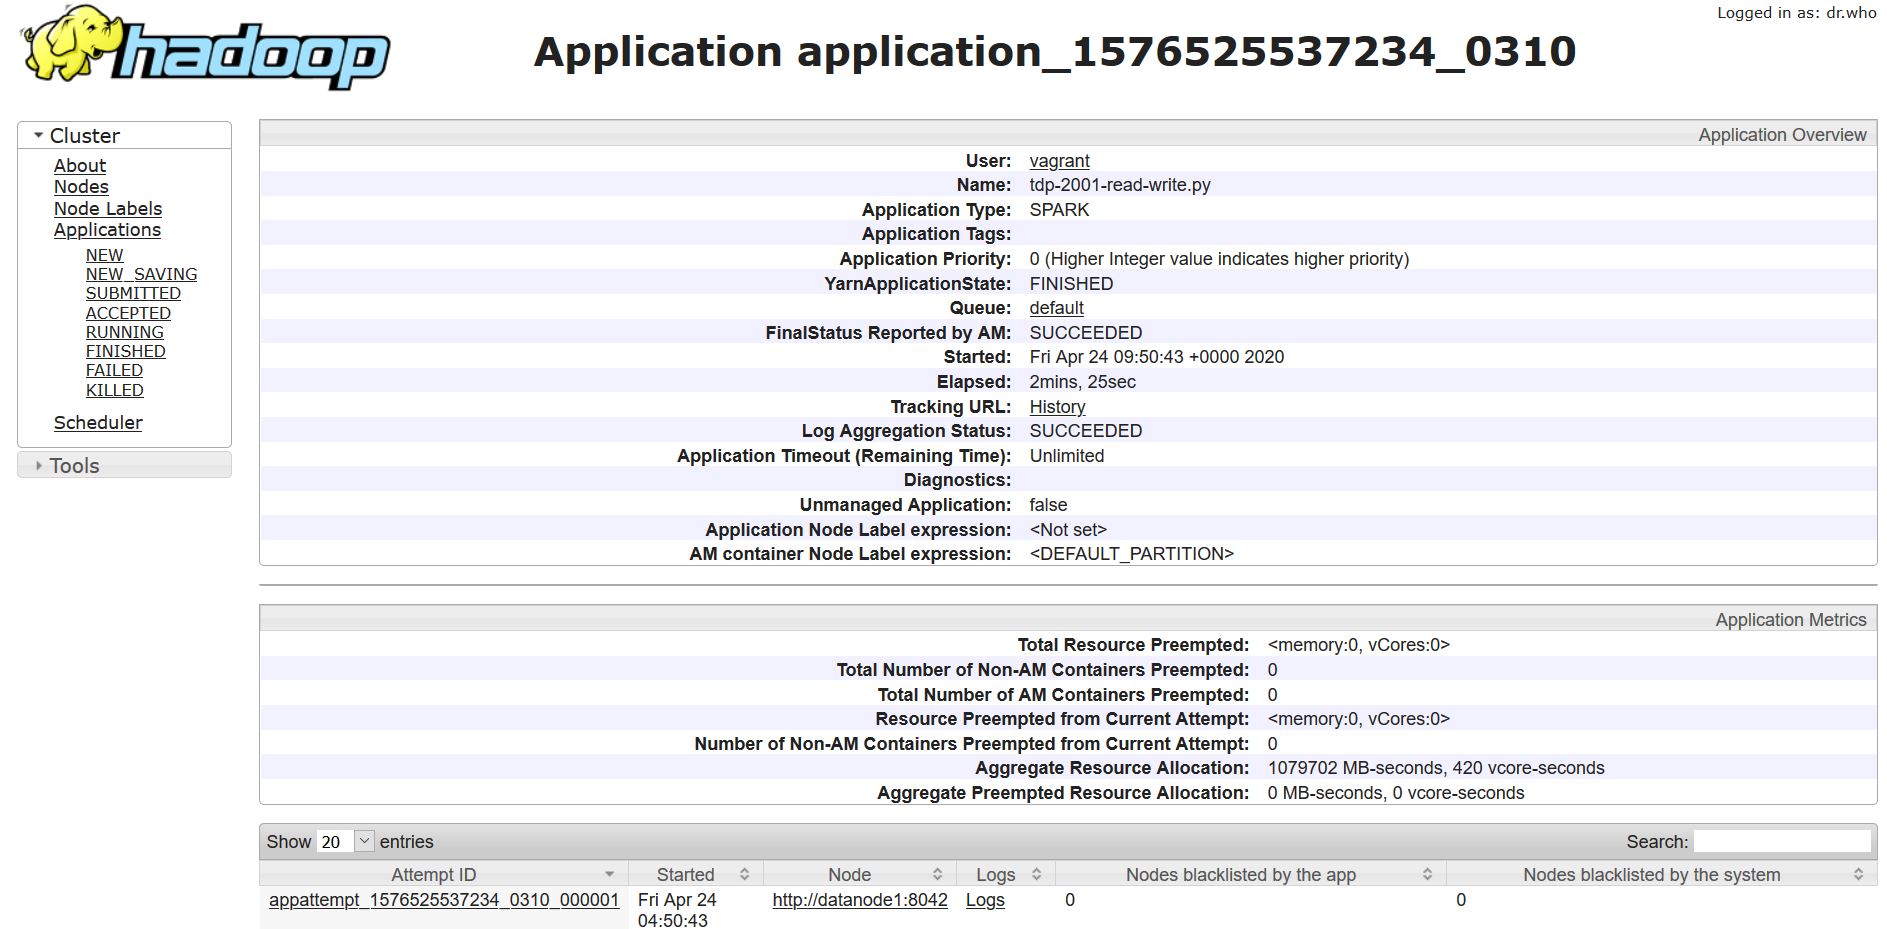 Logged in as: dr.who
hadoop
Application application_1576525537234_0310
Cluster
About
Nodes
Node Labels
Applications
NEW
NEW_SAVING
SUBMITTED
ACCEPTED
RUNNING
FINISHED
FAILED
KILLED
Scheduler
Tools
Application Overview
User: vagrant
Name: tdp-2001-read-write.py
Application Type: SPARK
Application Tags:
Application Priority: 0 (Higher Integer value indicates higher priority)
YarnApplicationState: FINISHED
Queue: default
FinalStatus Reported by AM: SUCCEEDED
Started: Fri Apr 24 09:50:43 +0000 2020
Elapsed: 2mins, 25sec
Tracking URL: History
Log Aggregation Status: SUCCEEDED
Application Timeout (Remaining Time): Unlimited
Diagnostics:
Unmanaged Application: false
Application Node Label expression: <Not set>
AM container Node Label expression: <DEFAULT_PARTITION>
Application Metrics
Total Resource Preempted: <memory:0, vCores:0>
Total Number of Non-AM Containers Preempted: 0
Total Number of AM Containers Preempted: 0
Resource Preempted from Current Attempt: <memory:0, vCores:0>
Number of Non-AM Containers Preempted from Current Attempt: 0
Aggregate Resource Allocation: 1079702 MB-seconds, 420 vcore-seconds
Aggregate Preempted Resource Allocation: 0 MB-seconds, 0 vcore-seconds
Show 20 entries Search:
Attempt ID Started Node Logs Nodes blacklisted by the app Nodes blacklisted by the system
appattempt_1576525537234_0310_000001 Fri Apr 24 http://datanode1:8042 Logs 0 0
04:50:43